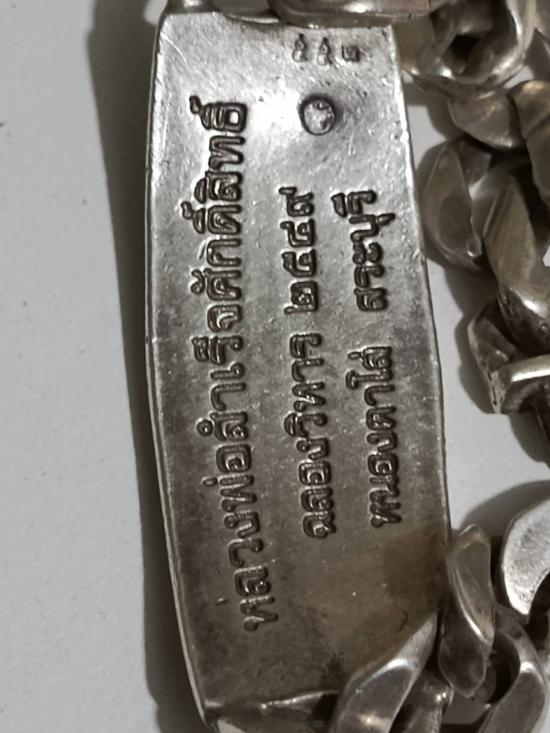 หลวงพ่อสำเร็จศักดิ์สิทธิ์
ฉลองวิหาร ๒๕๔๙
หนองตาโล่ สระบุรี